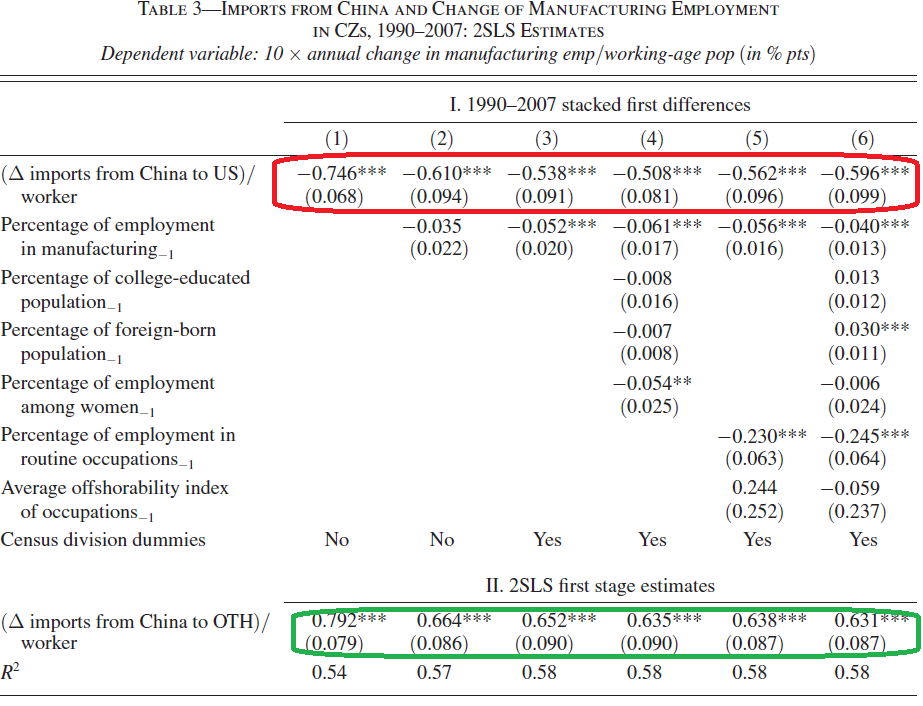 TABLE 3—IMPORTS FROM CHINA AND CHANGE OF MANUFACTURING EMPLOYMENT
IN CZS, 1990–2007: 2SLS ESTIMATES
Dependent variable: 10 × annual change in manufacturing emp/working-age pop (in % pts)
I. 1990–2007 stacked first differences
(1) (2) (3) (4) (5) (6)
(Δ imports from China to US)/ −0.746*** −0.610*** −0.538*** −0.508*** −0.562*** −0.596***
worker (0.068) (0.094) (0.091) (0.081) (0.096) (0.099)
Percentage of employment −0.035 −0.052*** −0.061*** −0.056*** −0.040***
in manufacturing₋₁ (0.022) (0.020) (0.017) (0.016) (0.013)
Percentage of college-educated −0.008 0.013
population₋₁ (0.016) (0.012)
Percentage of foreign-born −0.007 0.030***
population₋₁ (0.008) (0.011)
Percentage of employment −0.054** −0.006
among women₋₁ (0.025) (0.024)
Percentage of employment in −0.230*** −0.245***
routine occupations₋₁ (0.063) (0.064)
Average offshorability index 0.244 −0.059
of occupations₋₁ (0.252) (0.237)
Census division dummies No No Yes Yes Yes Yes
II. 2SLS first stage estimates
(Δ imports from China to OTH)/ 0.792*** 0.664*** 0.652*** 0.635*** 0.638*** 0.631***
worker (0.079) (0.086) (0.090) (0.090) (0.087) (0.087)
R² 0.54 0.57 0.58 0.58 0.58 0.58